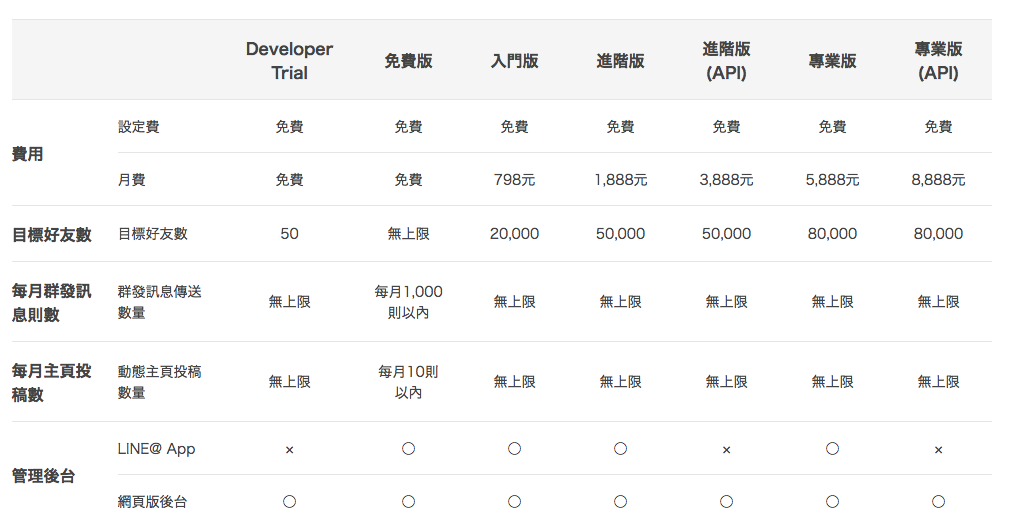 Developer Trial 免費版 入門版 進階版 進階版 (API) 專業版 專業版 (API)
費用
設定費 免費 免費 免費 免費 免費 免費 免費
月費 免費 免費 798元 1,888元 3,888元 5,888元 8,888元
目標好友數 目標好友數 50 無上限 20,000 50,000 50,000 80,000 80,000
每月群發訊息則數 群發訊息傳送數量 無上限 每月1,000則以內 無上限 無上限 無上限 無上限 無上限
每月主頁投稿數 動態主頁投稿數量 無上限 每月10則以內 無上限 無上限 無上限 無上限 無上限
管理後台
LINE@ App × ○ ○ ○ × ○ ×
網頁版後台 ○ ○ ○ ○ ○ ○ ○